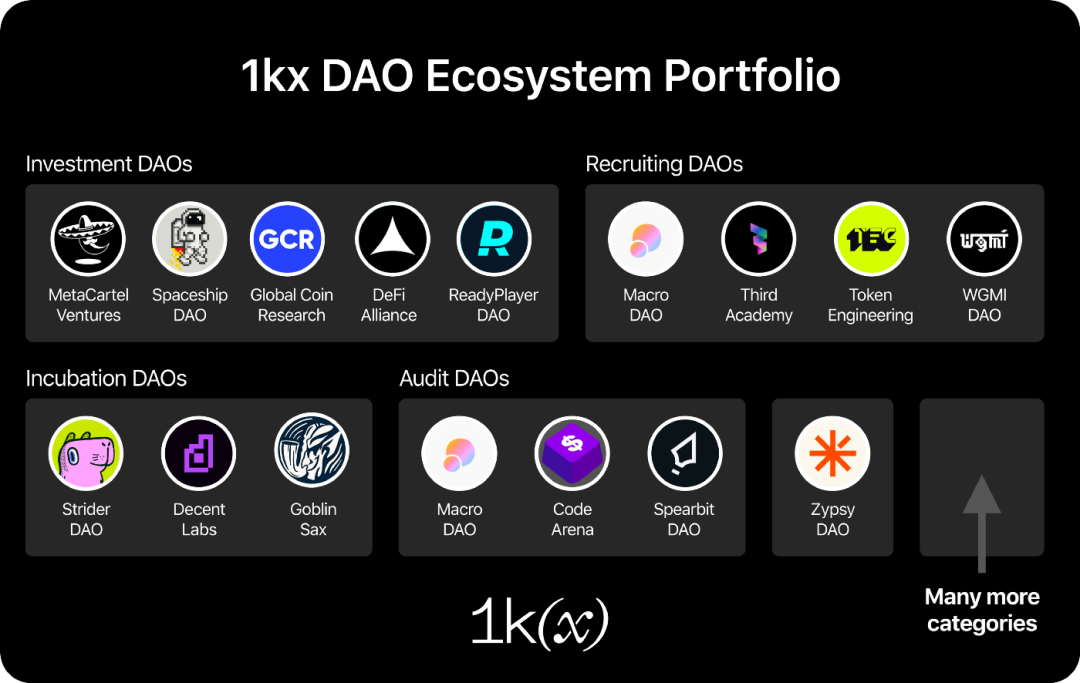 1kx DAO Ecosystem Portfolio
Investment DAOs
GCR
MetaCartel
Ventures
Spaceship
DAO
Global Coin
Research
DeFi
Alliance
ReadyPlayer
DAO
Recruiting DAOs
TEC
wgmi
Macro
DAO
Third
Academy
Token
Engineering
WGMI
DAO
Incubation DAOs
Strider
DAO
Decent
Labs
Goblin
Sax
Audit DAOs
Macro
DAO
Code
Arena
Spearbit
DAO
Zypsy
DAO
Many more
categories
1k(x)